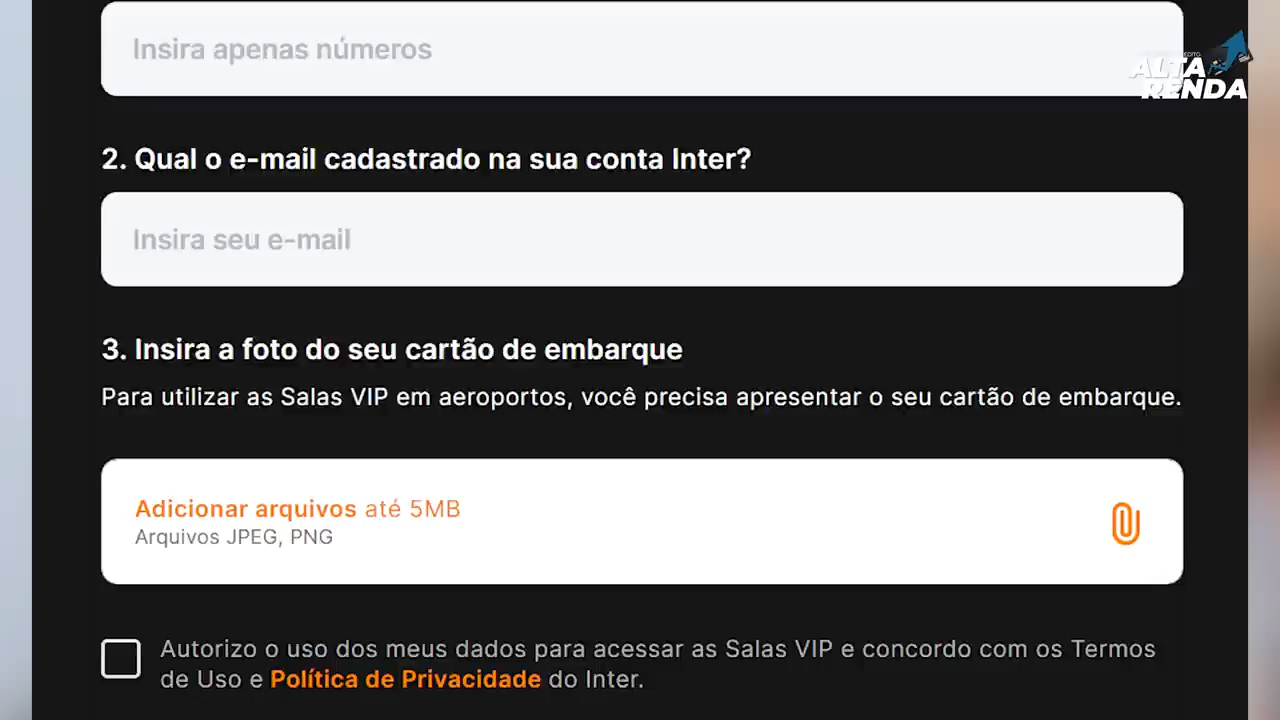 Insira apenas números
ALTA
RENDA
2. Qual o e-mail cadastrado na sua conta Inter?
Insira seu e-mail
3. Insira a foto do seu cartão de embarque
Para utilizar as Salas VIP em aeroportos, você precisa apresentar o seu cartão de embarque.
Adicionar arquivos até 5MB
Arquivos JPEG, PNG
Autorizo o uso dos meus dados para acessar as Salas VIP e concordo com os Termos
de Uso e Política de Privacidade do Inter.